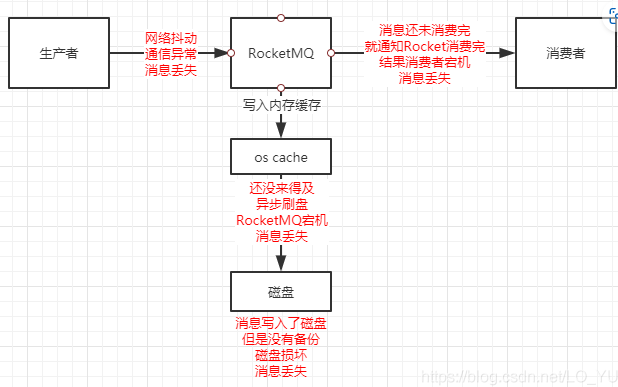 生产者
网络抖动
通信异常
消息丢失
RocketMQ
消息还未消费完
就通知Rocket消费完
结果消费者宕机
消息丢失
消费者
写入内存缓存
os cache
还没来得及
异步刷盘
RocketMQ宕机
消息丢失
磁盘
消息写入了磁盘
但是没有备份
磁盘损坏
消息丢失
https://blog.csdn.net/LO_YU